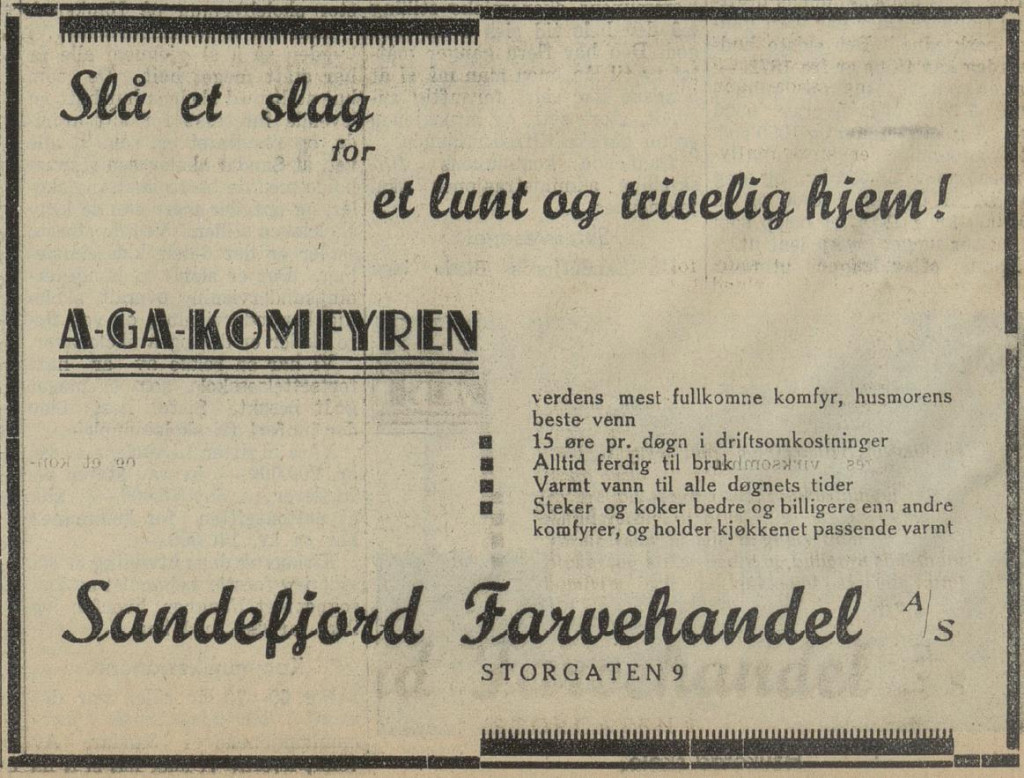 Slå et slag
for
et lunt og trivelig hjem!
A-GA-KOMFYREN
verdens mest fullkomne komfyr, husmorens
beste venn
■ 15 øre pr. døgn i driftsomkostninger
■ Alltid ferdig til bruk
■ Varmt vann til alle døgnets tider
■ Steker og koker bedre og billigere enn andre
komfyrer, og holder kjøkkenet passende varmt
Sandefjord Farvehandel A/S
STORGATEN 9